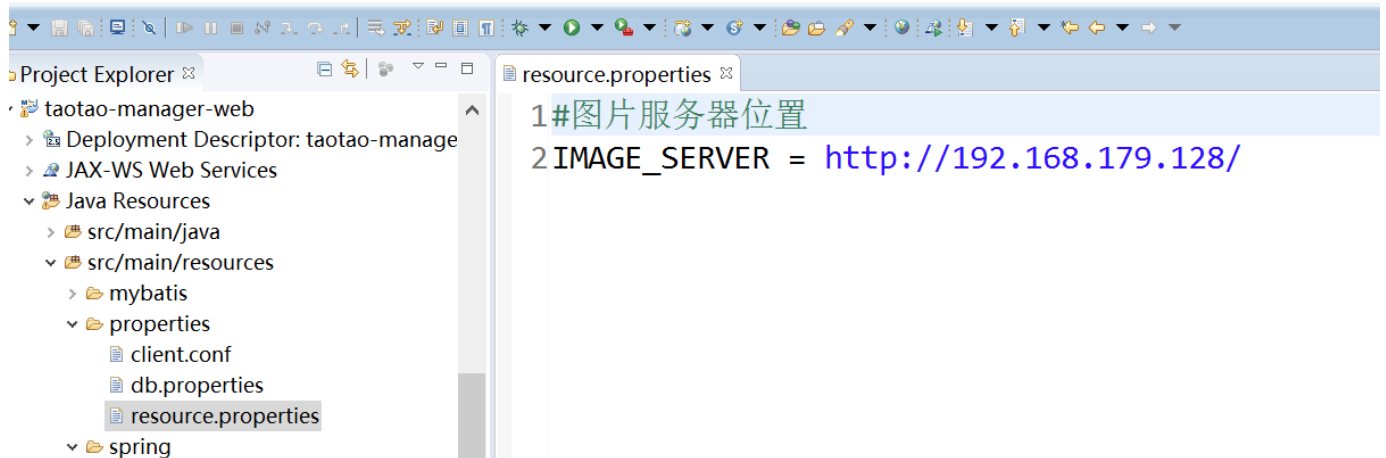 Project Explorer
taotao-manager-web
Deployment Descriptor: taotao-manage
JAX-WS Web Services
Java Resources
src/main/java
src/main/resources
mybatis
properties
client.conf
db.properties
resource.properties
spring
resource.properties
1 #图片服务器位置
2 IMAGE_SERVER = http://192.168.179.128/